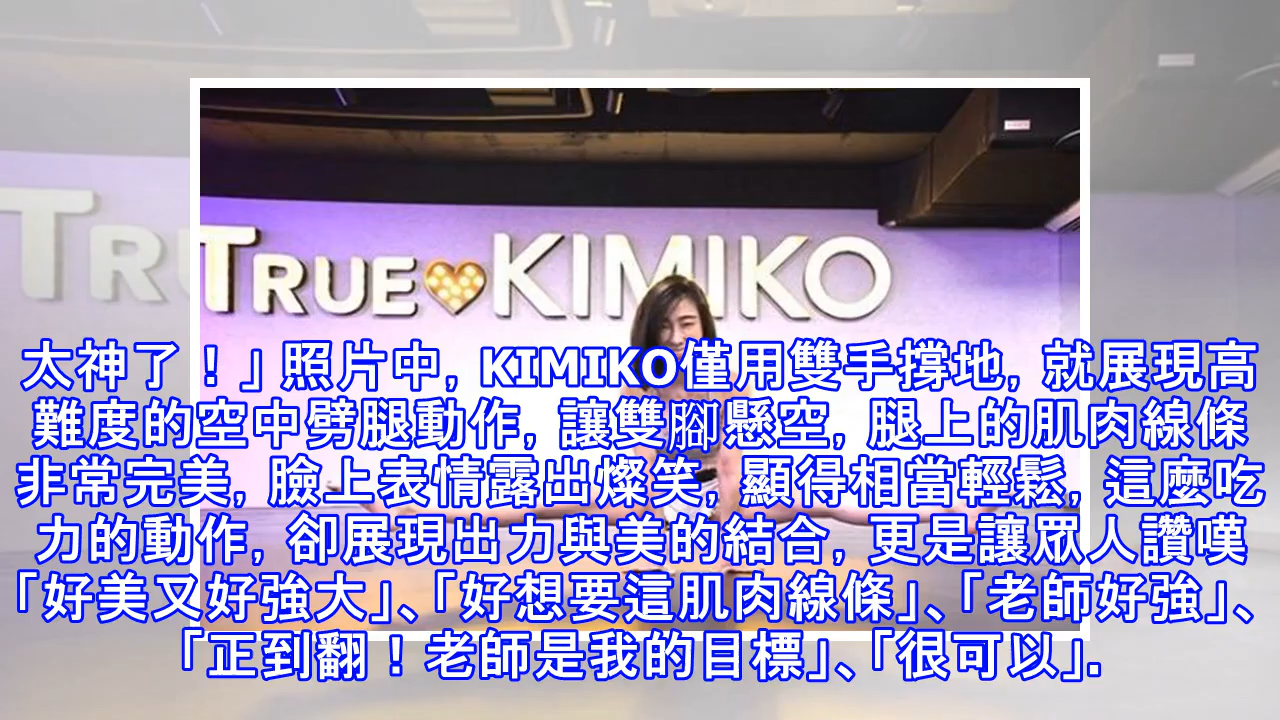 TRUE KIMIKO
TRU
太神了！」照片中, KIMIKO僅用雙手撐地, 就展現高
難度的空中劈腿動作, 讓雙腳懸空, 腿上的肌肉線條
非常完美, 臉上表情露出燦笑, 顯得相當輕鬆, 這麼吃
力的動作, 卻展現出力與美的結合, 更是讓眾人讚嘆
「好美又好強大」、「好想要這肌肉線條」、「老師好強」、
「正到翻！老師是我的目標」、「很可以」.